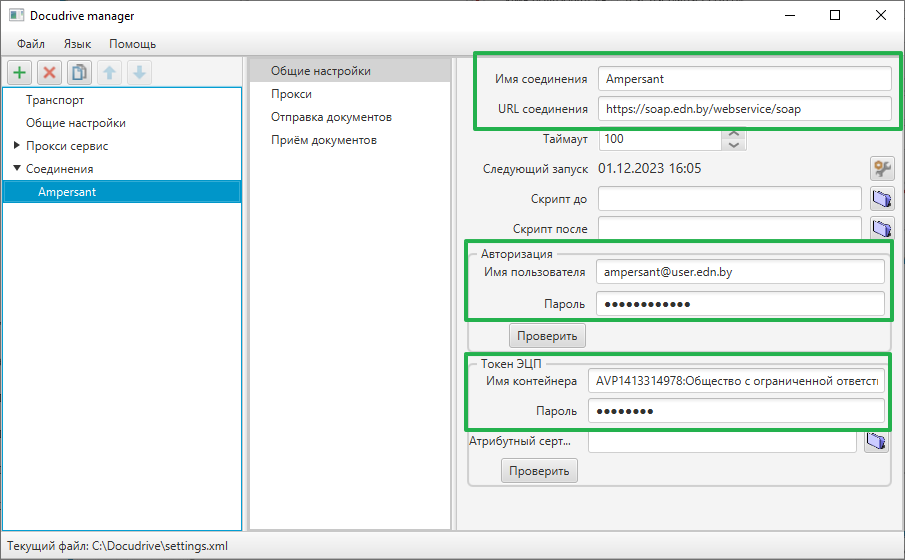 Docudrive manager
Файл Язык Помощь
Транспорт
Общие настройки
Прокси сервис
Соединения
Ampersant
Общие настройки
Прокси
Отправка документов
Приём документов
Имя соединения Ampersant
URL соединения https://soap.edn.by/webservice/soap
Таймаут 100
Следующий запуск 01.12.2023 16:05
Скрипт до
Скрипт после
Авторизация
Имя пользователя ampersant@user.edn.by
Пароль ●●●●●●●●●●●●
Проверить
Токен ЭЦП
Имя контейнера AVP1413314978:Общество с ограниченной ответст
Пароль ●●●●●●●●
Атрибутный серт...
Проверить
Текущий файл: C:\Docudrive\settings.xml